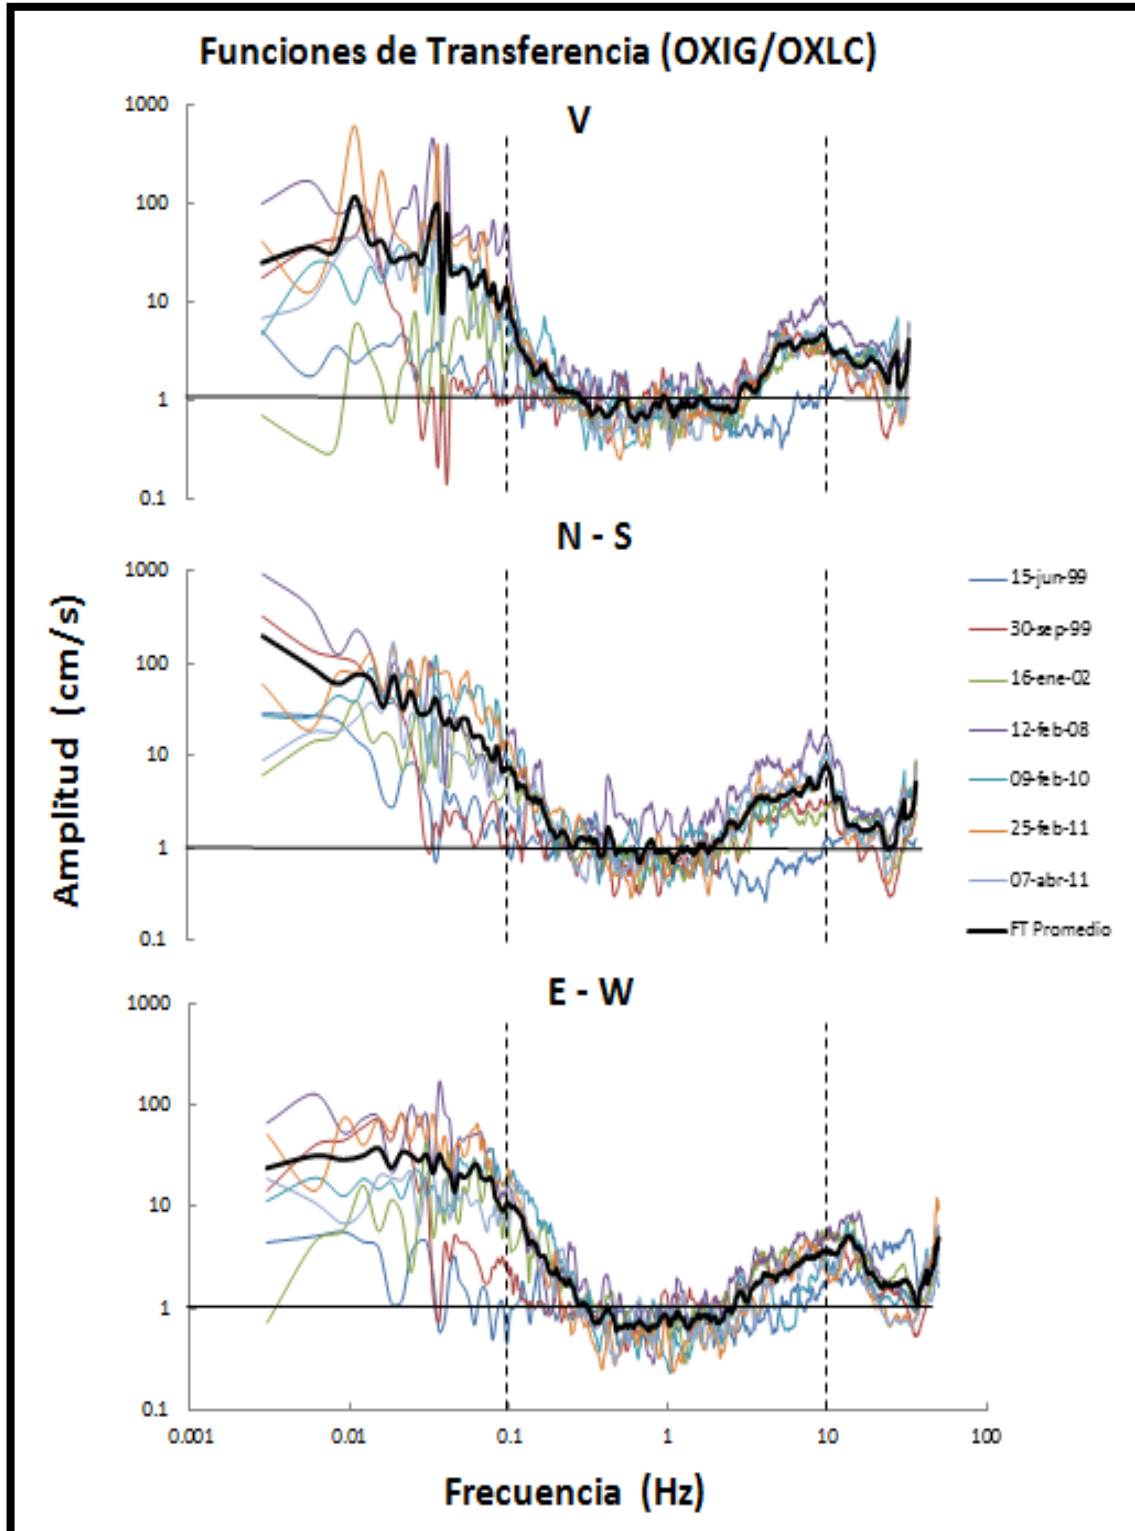 Funciones de Transferencia (OXIG/OXLC)
V
1000
100
10
1
0.1
N - S
1000
100
10
1
0.1
15-jun-99
30-sep-99
16-ene-02
12-feb-08
09-feb-10
25-feb-11
07-abr-11
FT Promedio
Amplitud (cm/s)
E - W
1000
100
10
1
0.1
0.001 0.01 0.1 1 10 100
Frecuencia (Hz)